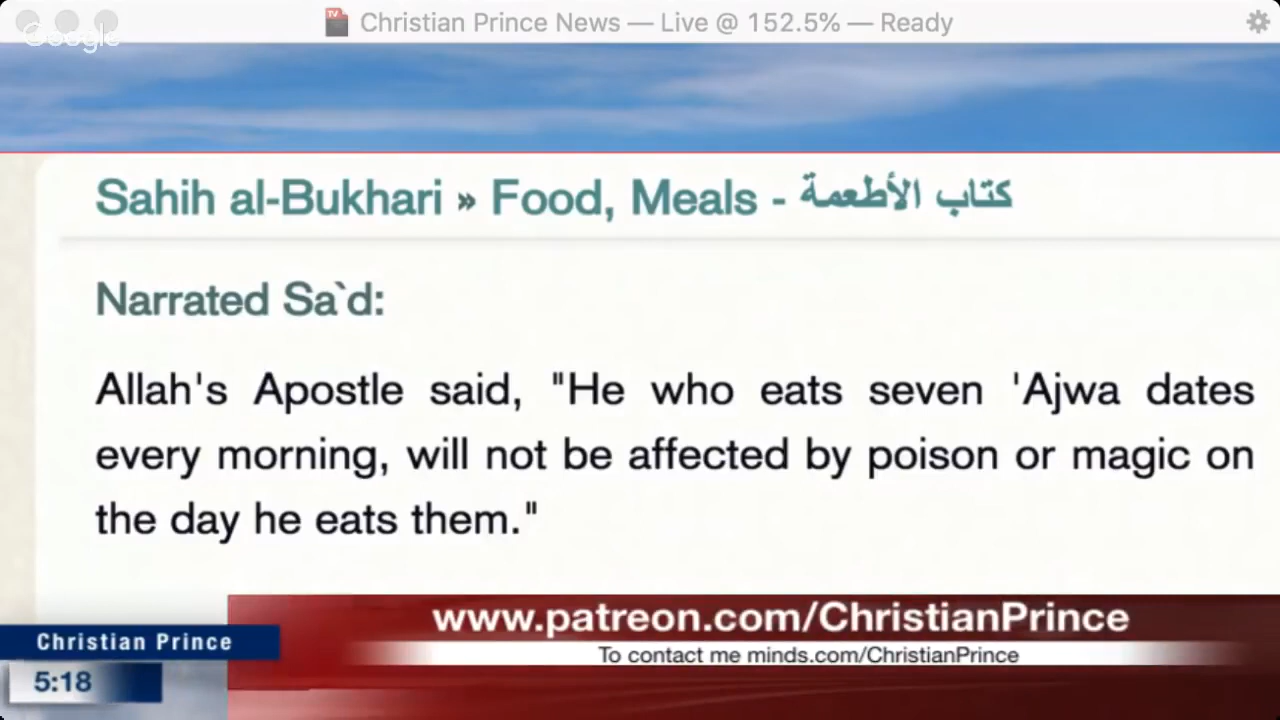 Christian Prince News — Live @ 152.5% — Ready
Google
Sahih al-Bukhari » Food, Meals - كتاب الأطعمة
Narrated Sa`d:
Allah's Apostle said, "He who eats seven 'Ajwa dates
every morning, will not be affected by poison or magic on
the day he eats them."
www.patreon.com/ChristianPrince
Christian Prince
To contact me minds.com/ChristianPrince
5:18